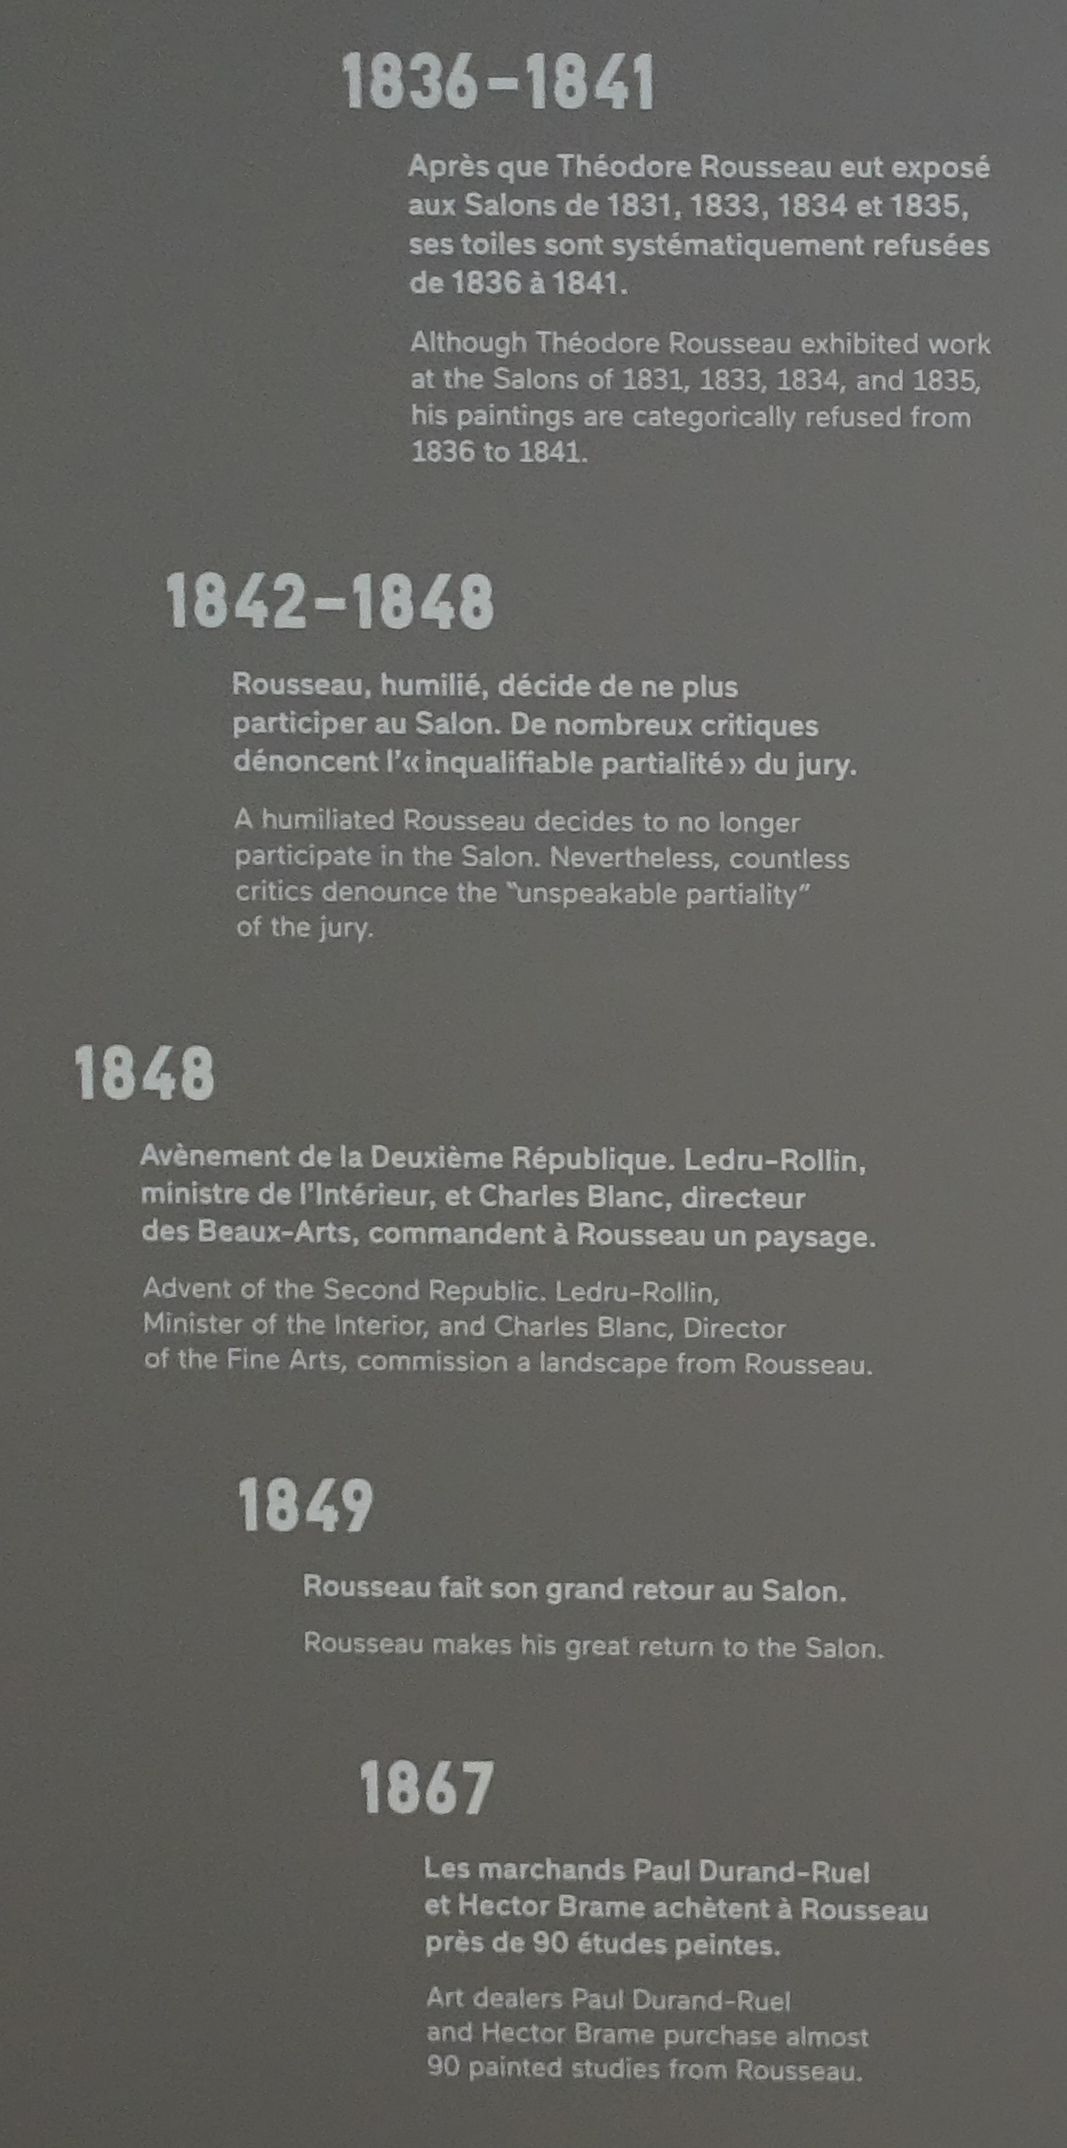 1836–1841
Après que Théodore Rousseau eut exposé
aux Salons de 1831, 1833, 1834 et 1835,
ses toiles sont systématiquement refusées
de 1836 à 1841.
Although Théodore Rousseau exhibited work
at the Salons of 1831, 1833, 1834, and 1835,
his paintings are categorically refused from
1836 to 1841.
1842–1848
Rousseau, humilié, décide de ne plus
participer au Salon. De nombreux critiques
dénoncent l’« inqualifiable partialité » du jury.
A humiliated Rousseau decides to no longer
participate in the Salon. Nevertheless, countless
critics denounce the “unspeakable partiality”
of the jury.
1848
Avènement de la Deuxième République. Ledru-Rollin,
ministre de l’Intérieur, et Charles Blanc, directeur
des Beaux-Arts, commandent à Rousseau un paysage.
Advent of the Second Republic. Ledru-Rollin,
Minister of the Interior, and Charles Blanc, Director
of the Fine Arts, commission a landscape from Rousseau.
1849
Rousseau fait son grand retour au Salon.
Rousseau makes his great return to the Salon.
1867
Les marchands Paul Durand-Ruel
et Hector Brame achètent à Rousseau
près de 90 études peintes.
Art dealers Paul Durand-Ruel
and Hector Brame purchase almost
90 painted studies from Rousseau.